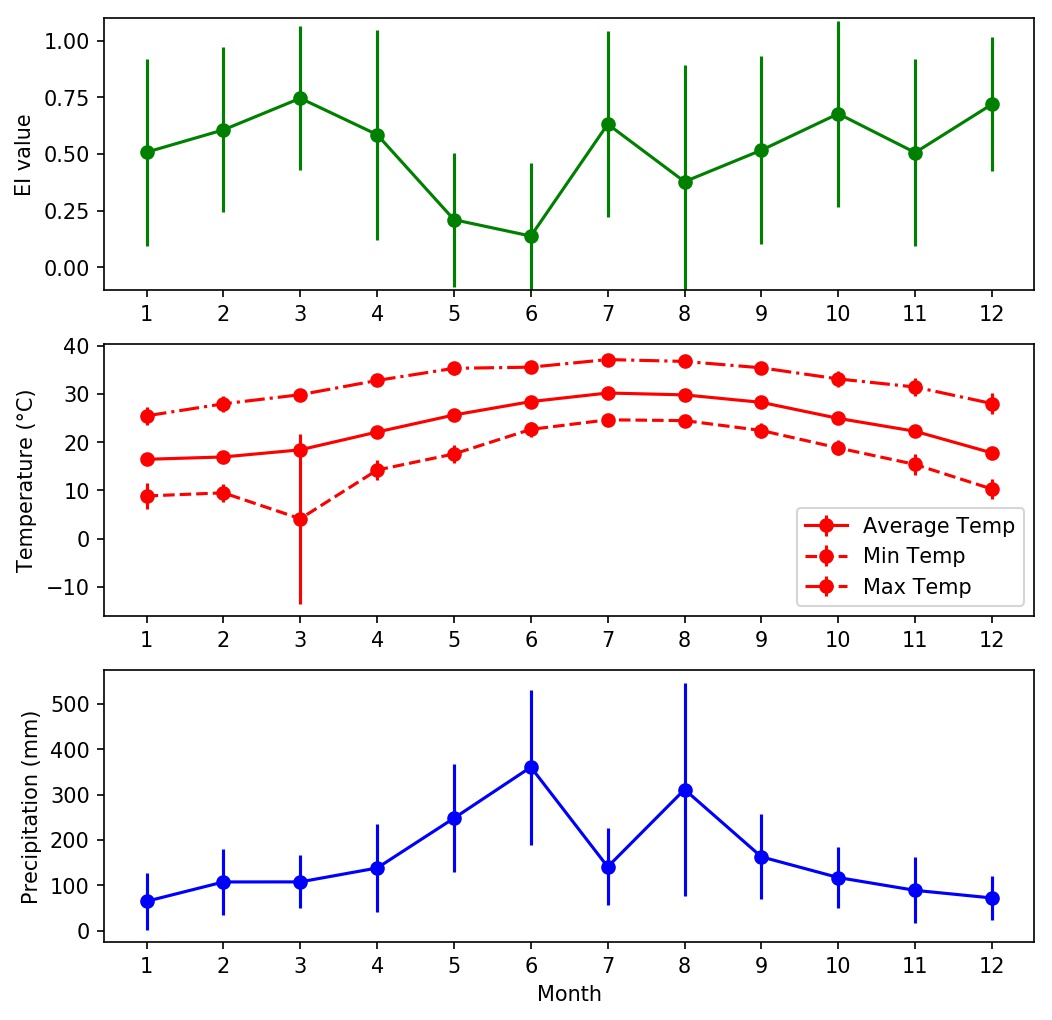 1.00
0.75
0.50
0.25
0.00
EI value
1 2 3 4 5 6 7 8 9 10 11 12
40
30
20
10
0
−10
Temperature (°C)
Average Temp
Min Temp
Max Temp
1 2 3 4 5 6 7 8 9 10 11 12
500
400
300
200
100
0
Precipitation (mm)
1 2 3 4 5 6 7 8 9 10 11 12
Month